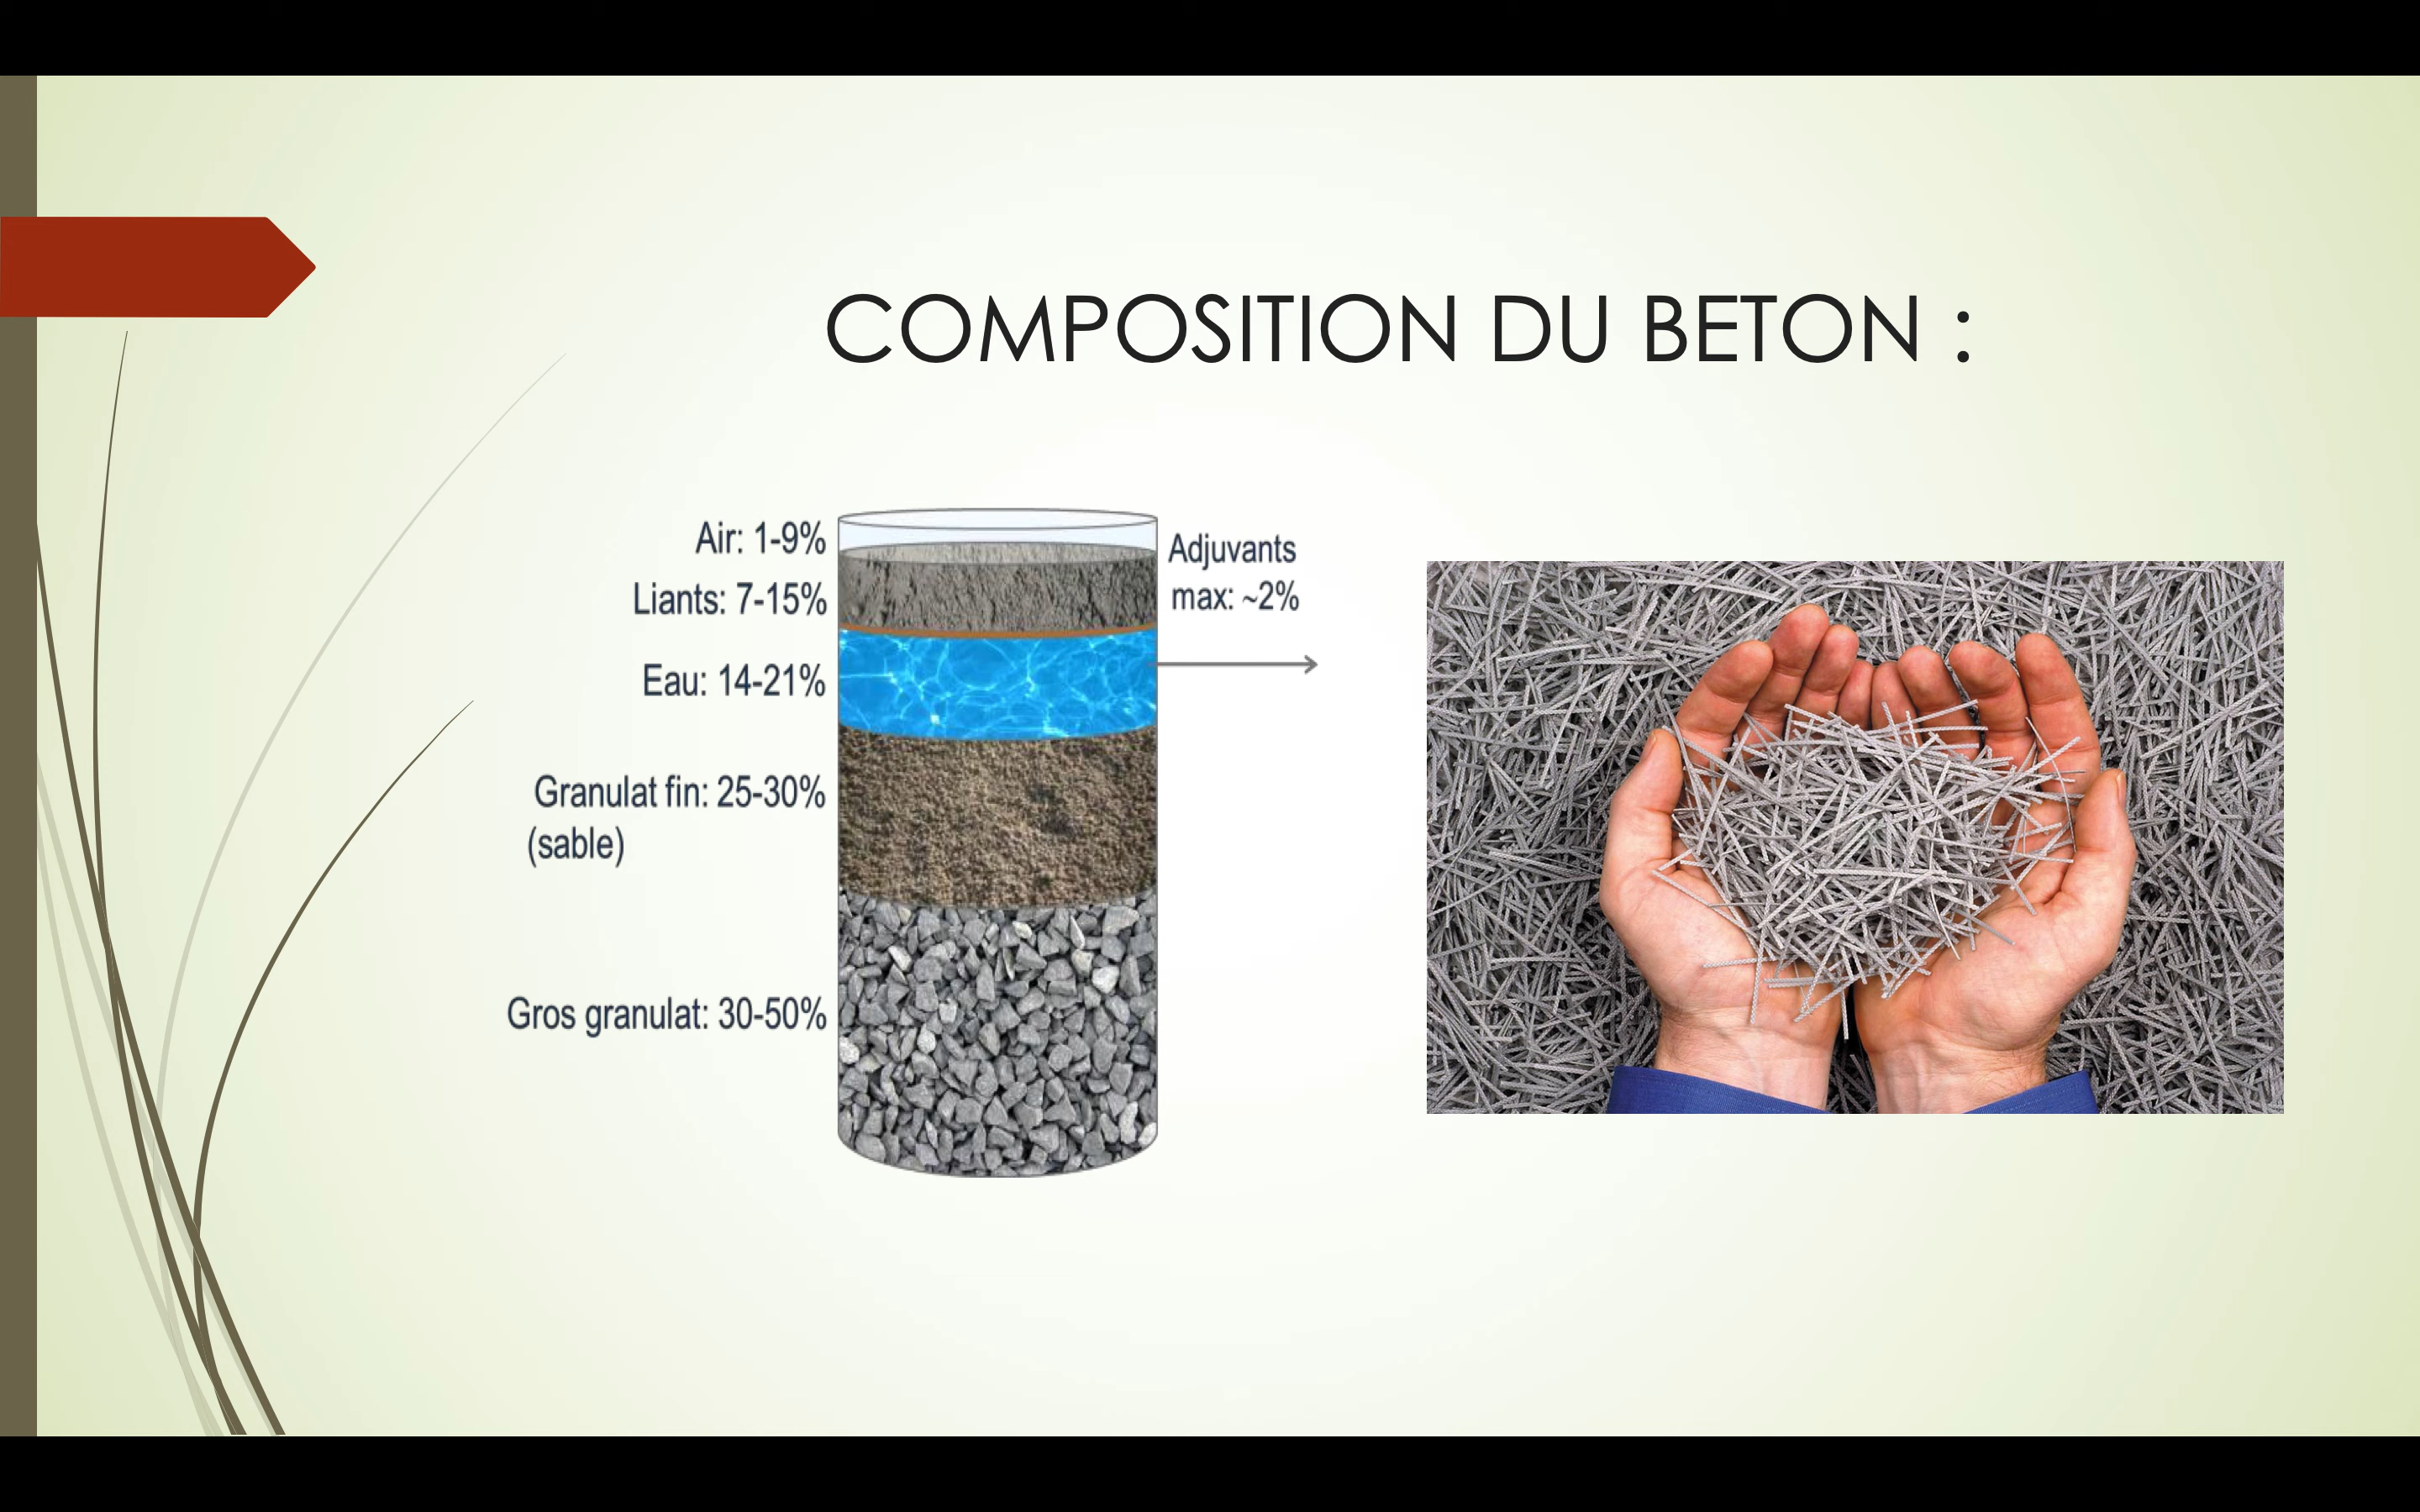 COMPOSITION DU BETON :
Air: 1-9%
Liants: 7-15%
Eau: 14-21%
Granulat fin: 25-30%
(sable)
Gros granulat: 30-50%
Adjuvants
max: ~2%